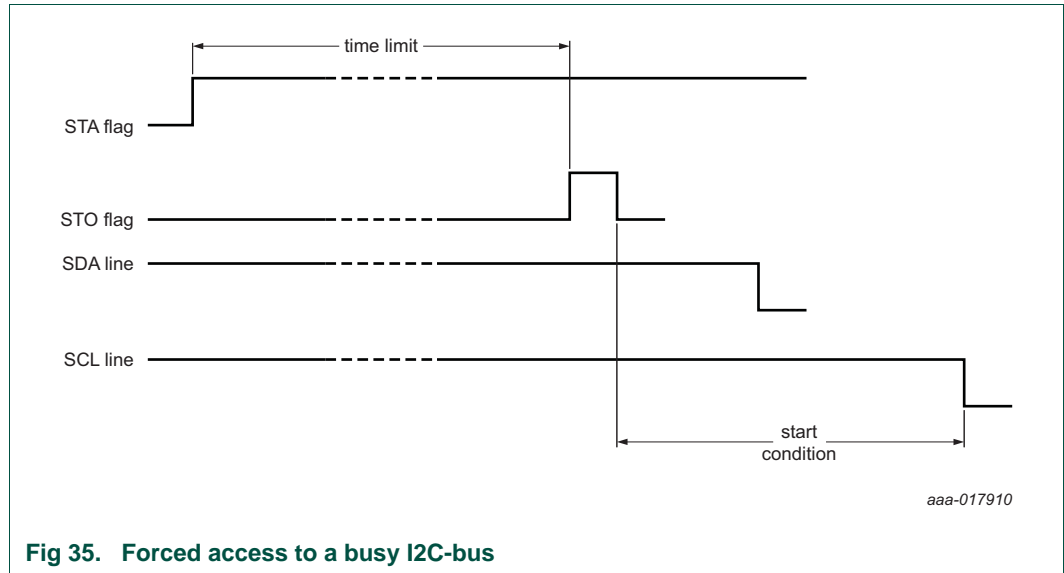 time limit
STA flag
STO flag
SDA line
SCL line
start
condition
aaa-017910
Fig 35. Forced access to a busy I2C-bus